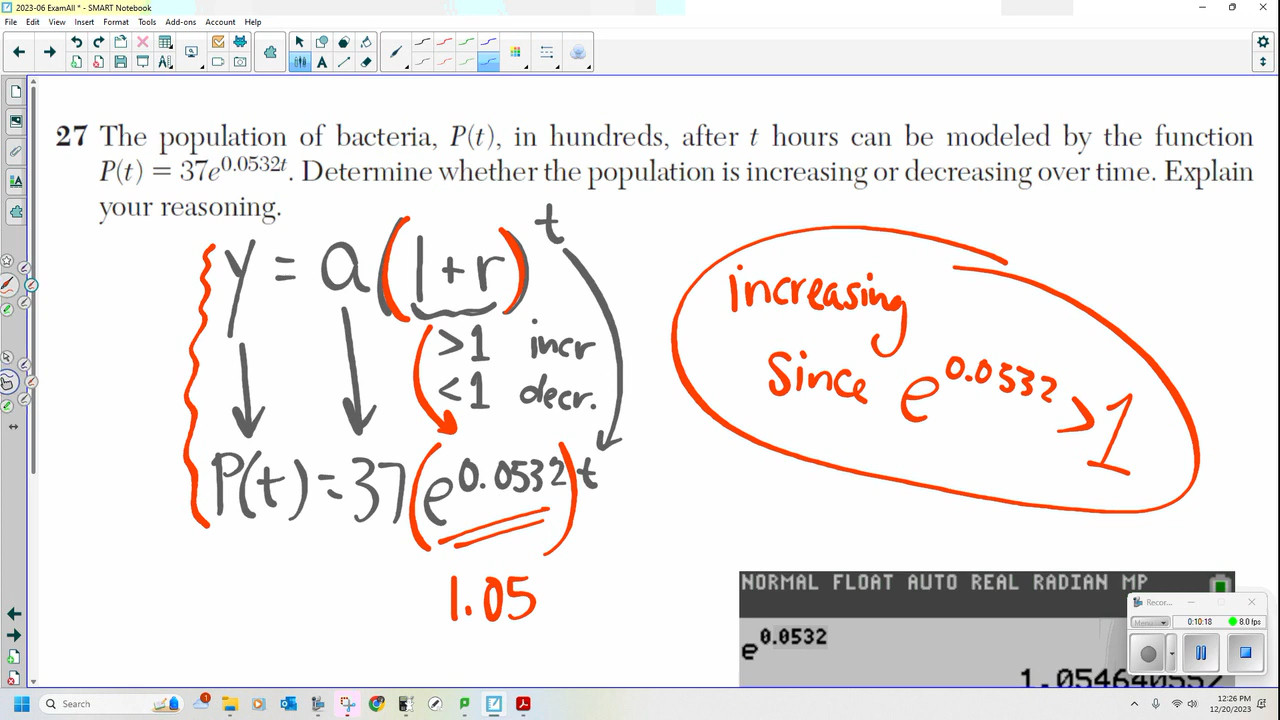 2023-06 ExamAll * - SMART Notebook
File Edit View Insert Format Tools Add-ons Account Help
27 The population of bacteria, P(t), in hundreds, after t hours can be modeled by the function
P(t) = 37e^0.0532t. Determine whether the population is increasing or decreasing over time. Explain
your reasoning.
y = a(1+r)^t
>1 incr
<1 decr.
P(t)=37(e^0.0532)^t
1.05
increasing
since e^0.0532 >1
NORMAL FLOAT AUTO REAL RADIAN MP
e^0.0532
1.054640552
Recor...
Menu
0:10:18
8.0 fps
Search
1
12:26 PM
12/20/2023